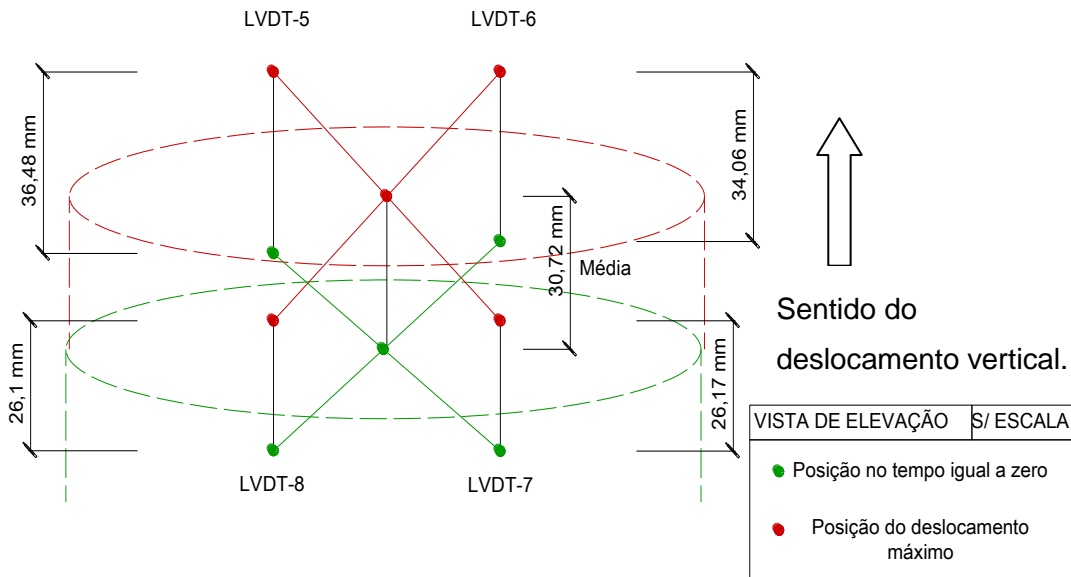 LVDT-5
LVDT-6
36,48 mm
34,06 mm
30,72 mm
Média
Sentido do
deslocamento vertical.
26,1 mm
26,17 mm
LVDT-8
LVDT-7
VISTA DE ELEVAÇÃO S/ ESCALA
Posição no tempo igual a zero
Posição do deslocamento
máximo